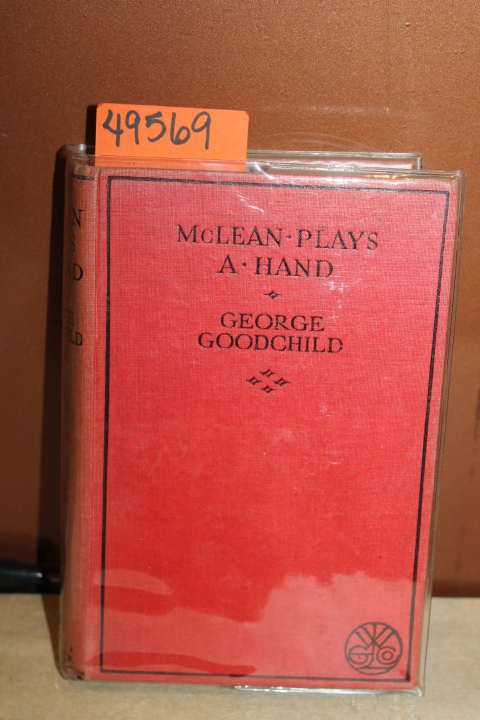 49569
McLEAN·PLAYS
A·HAND
GEORGE
GOODCHILD